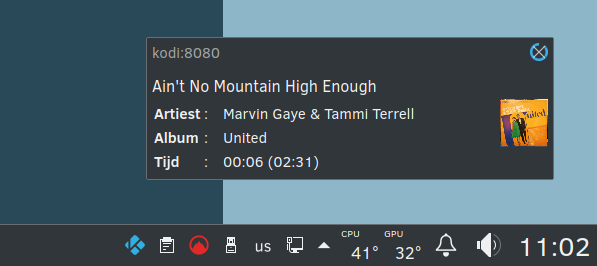 kodi:8080
Ain't No Mountain High Enough
Artiest : Marvin Gaye & Tammi Terrell
Album : United
Tijd : 00:06 (02:31)
united
CPU GPU
us 41° 32° 11:02